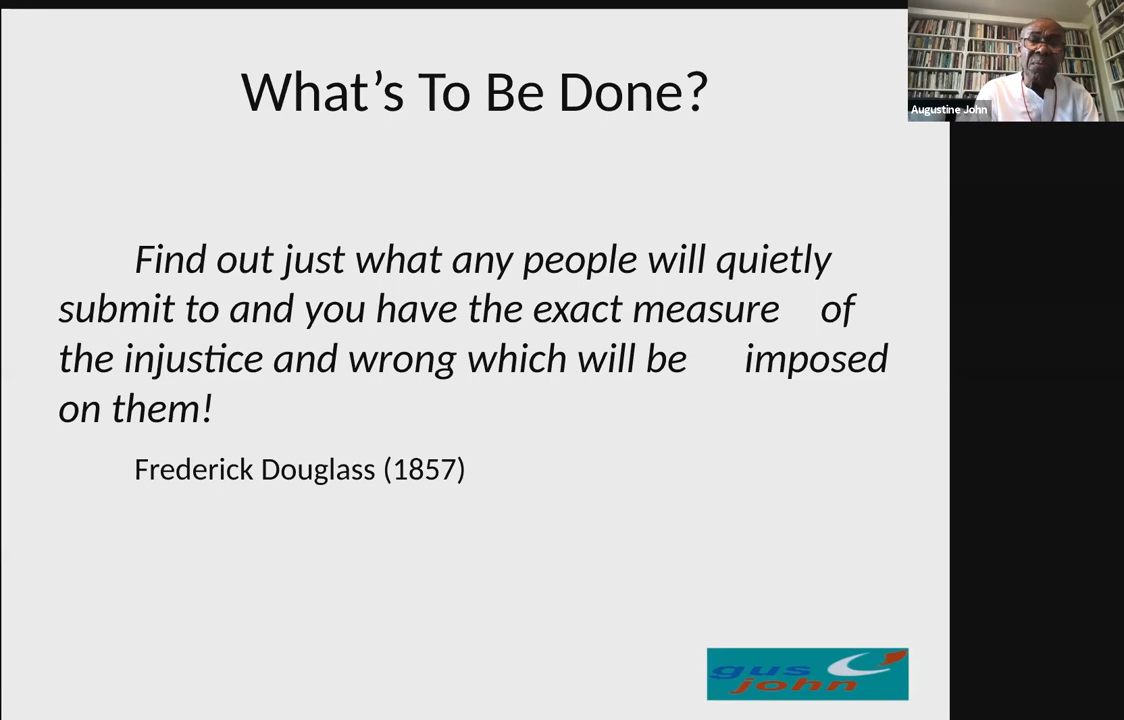 What's To Be Done?
Augustine John
Find out just what any people will quietly
submit to and you have the exact measure of
the injustice and wrong which will be imposed
on them!
Frederick Douglass (1857)
gus
john